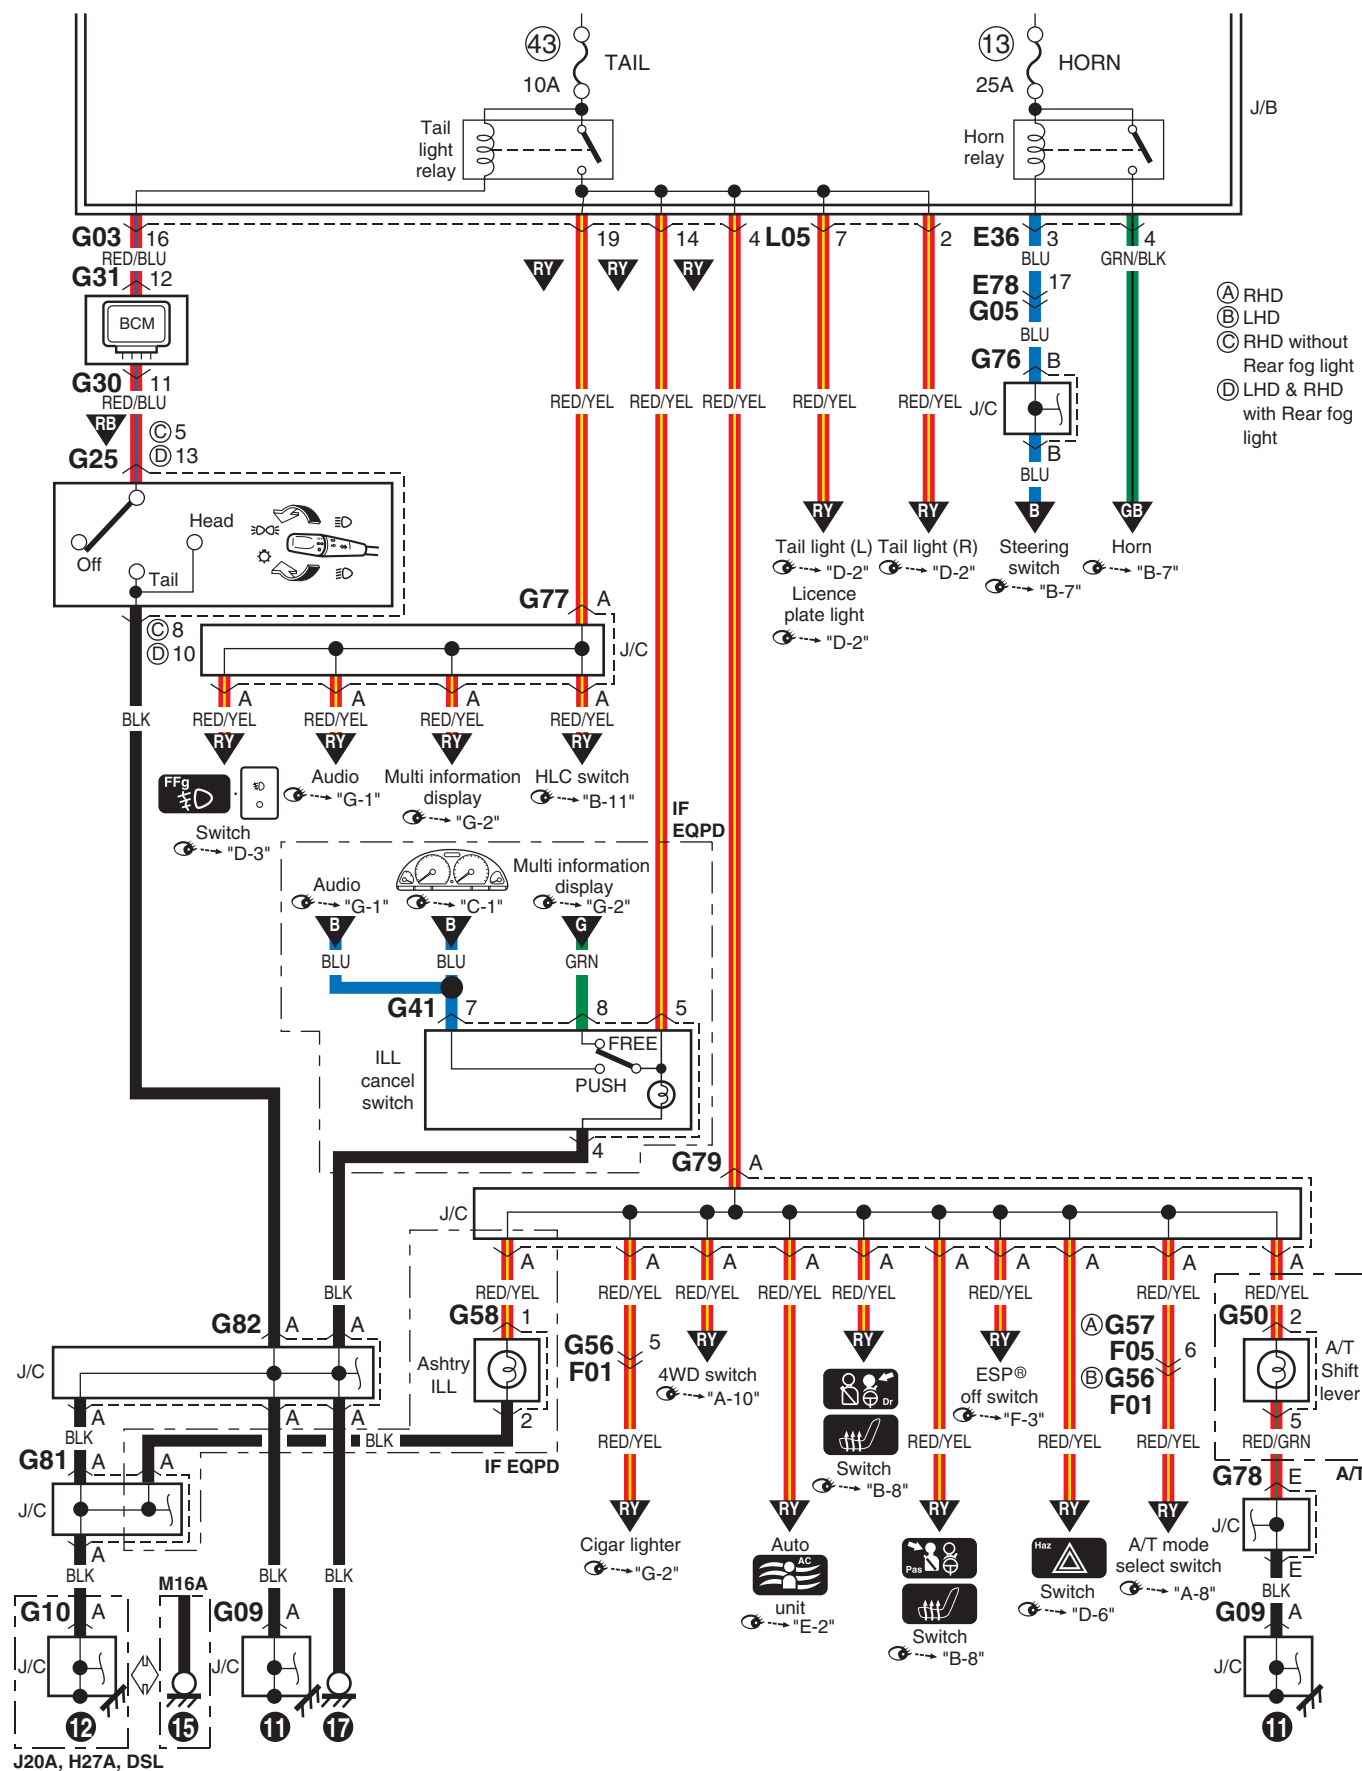 43
TAIL
10A
13
HORN
25A
J/B
Tail
light
relay
Horn
relay
G03 16
RED/BLU
G31 12
BCM
G30 11
RED/BLU
RB
C 5
D 13
G25
19
14
4
L05 7
2
E36 3
4
RY
RY
RY
BLU
GRN/BLK
E78 17
G05
BLU
G76 B
J/C
B
BLU
A RHD
B LHD
C RHD without
Rear fog light
D LHD & RHD
with Rear fog
light
RED/YEL
RED/YEL
RED/YEL
RED/YEL
RED/YEL
RY
RY
B
GB
Tail light (L)
"D-2"
Licence
plate light
"D-2"
Tail light (R)
"D-2"
Steering
switch
"B-7"
Horn
"B-7"
Off
Head
Tail
C 8
D 10
BLK
G77 A
J/C
A
A
A
A
RED/YEL
RED/YEL
RED/YEL
RED/YEL
RY
RY
RY
RY
FFg
Switch
"D-3"
Audio
"G-1"
Multi information
display
"G-2"
HLC switch
"B-11"
IF
EQPD
Audio
"G-1"
"C-1"
Multi information
display
"G-2"
B
B
G
BLU
BLU
GRN
G41 7
8
5
ILL
cancel
switch
FREE
PUSH
4
G79 A
J/C
A
A
A
A
A
A
A
A
A
A
RED/YEL
RED/YEL
RED/YEL
RED/YEL
RED/YEL
RED/YEL
RED/YEL
RED/YEL
RED/YEL
RED/YEL
BLK
G82 A
A
J/C
A
A
A
BLK
G58 1
Ashtry
ILL
2
BLK
IF EQPD
G56 5
F01
RY
4WD switch
"A-10"
RY
Dr
Switch
"B-8"
RY
ESP®
off switch
"F-3"
A G57
F05 6
B G56
F01
G50 2
A/T
Shift
lever
5
RED/GRN
A/T
RED/YEL
RED/YEL
RED/YEL
RED/YEL
G81 A
A
J/C
A
BLK
BLK
BLK
RY
Cigar lighter
"G-2"
RY
Auto
AC
unit
"E-2"
RY
Pas
Switch
"B-8"
RY
Haz
Switch
"D-6"
RY
A/T mode
select switch
"A-8"
G78 E
J/C
E
BLK
G09 A
J/C
11
M16A
G10 A
J/C
12
15
G09 A
J/C
11
17
J20A, H27A, DSL